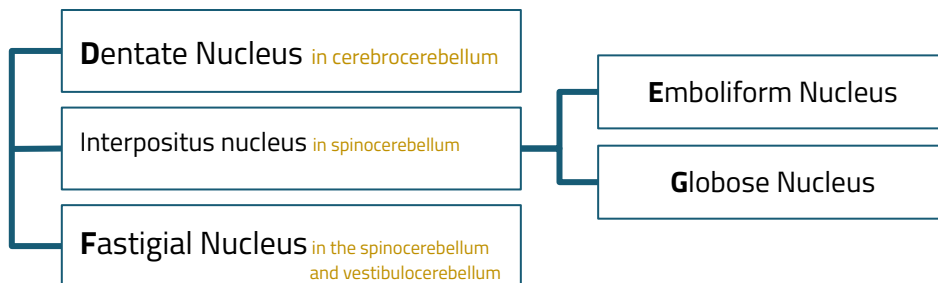 Dentate Nucleus in cerebrocerebellum
Interpositus nucleus in spinocerebellum
Fastigial Nucleus in the spinocerebellum
and vestibulocerebellum
Emboliform Nucleus
Globose Nucleus